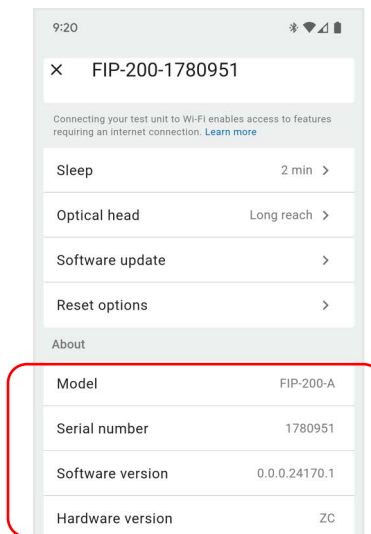 9:20
× FIP-200-1780951
Connecting your test unit to Wi-Fi enables access to features
requiring an internet connection. Learn more
Sleep 2 min >
Optical head Long reach >
Software update >
Reset options >
About
Model FIP-200-A
Serial number 1780951
Software version 0.0.0.24170.1
Hardware version ZC